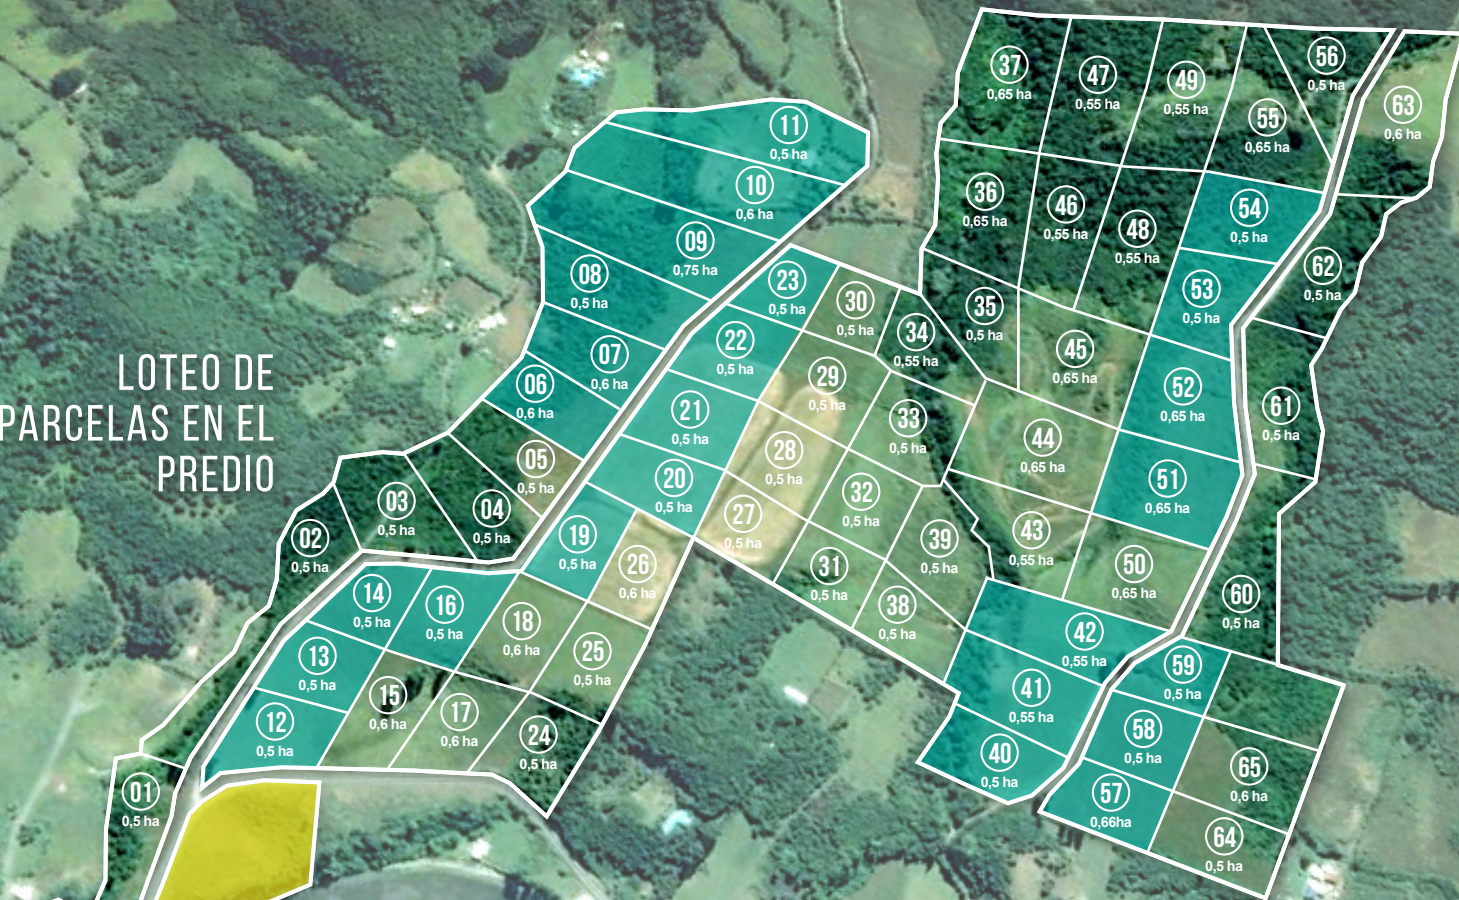 LOTEO DE
PARCELAS EN EL
PREDIO
01
0,5 ha
02
0,5 ha
03
0,5 ha
04
0,5 ha
05
0,5 ha
06
0,6 ha
07
0,6 ha
08
0,5 ha
09
0,75 ha
10
0,6 ha
11
0,5 ha
12
0,5 ha
13
0,5 ha
14
0,5 ha
15
0,6 ha
16
0,5 ha
17
0,6 ha
18
0,6 ha
19
0,5 ha
20
0,5 ha
21
0,5 ha
22
0,5 ha
23
0,5 ha
24
0,5 ha
25
0,5 ha
26
0,6 ha
27
0,5 ha
28
0,5 ha
29
0,5 ha
30
0,5 ha
31
0,5 ha
32
0,5 ha
33
0,5 ha
34
0,55 ha
35
0,5 ha
36
0,65 ha
37
0,65 ha
38
0,5 ha
39
0,5 ha
40
0,5 ha
41
0,55 ha
42
0,55 ha
43
0,55 ha
44
0,65 ha
45
0,65 ha
46
0,55 ha
47
0,55 ha
48
0,55 ha
49
0,55 ha
50
0,65 ha
51
0,65 ha
52
0,65 ha
53
0,5 ha
54
0,5 ha
55
0,65 ha
56
0,5 ha
57
0,66ha
58
0,5 ha
59
0,5 ha
60
0,5 ha
61
0,5 ha
62
0,5 ha
63
0,6 ha
64
0,5 ha
65
0,6 ha